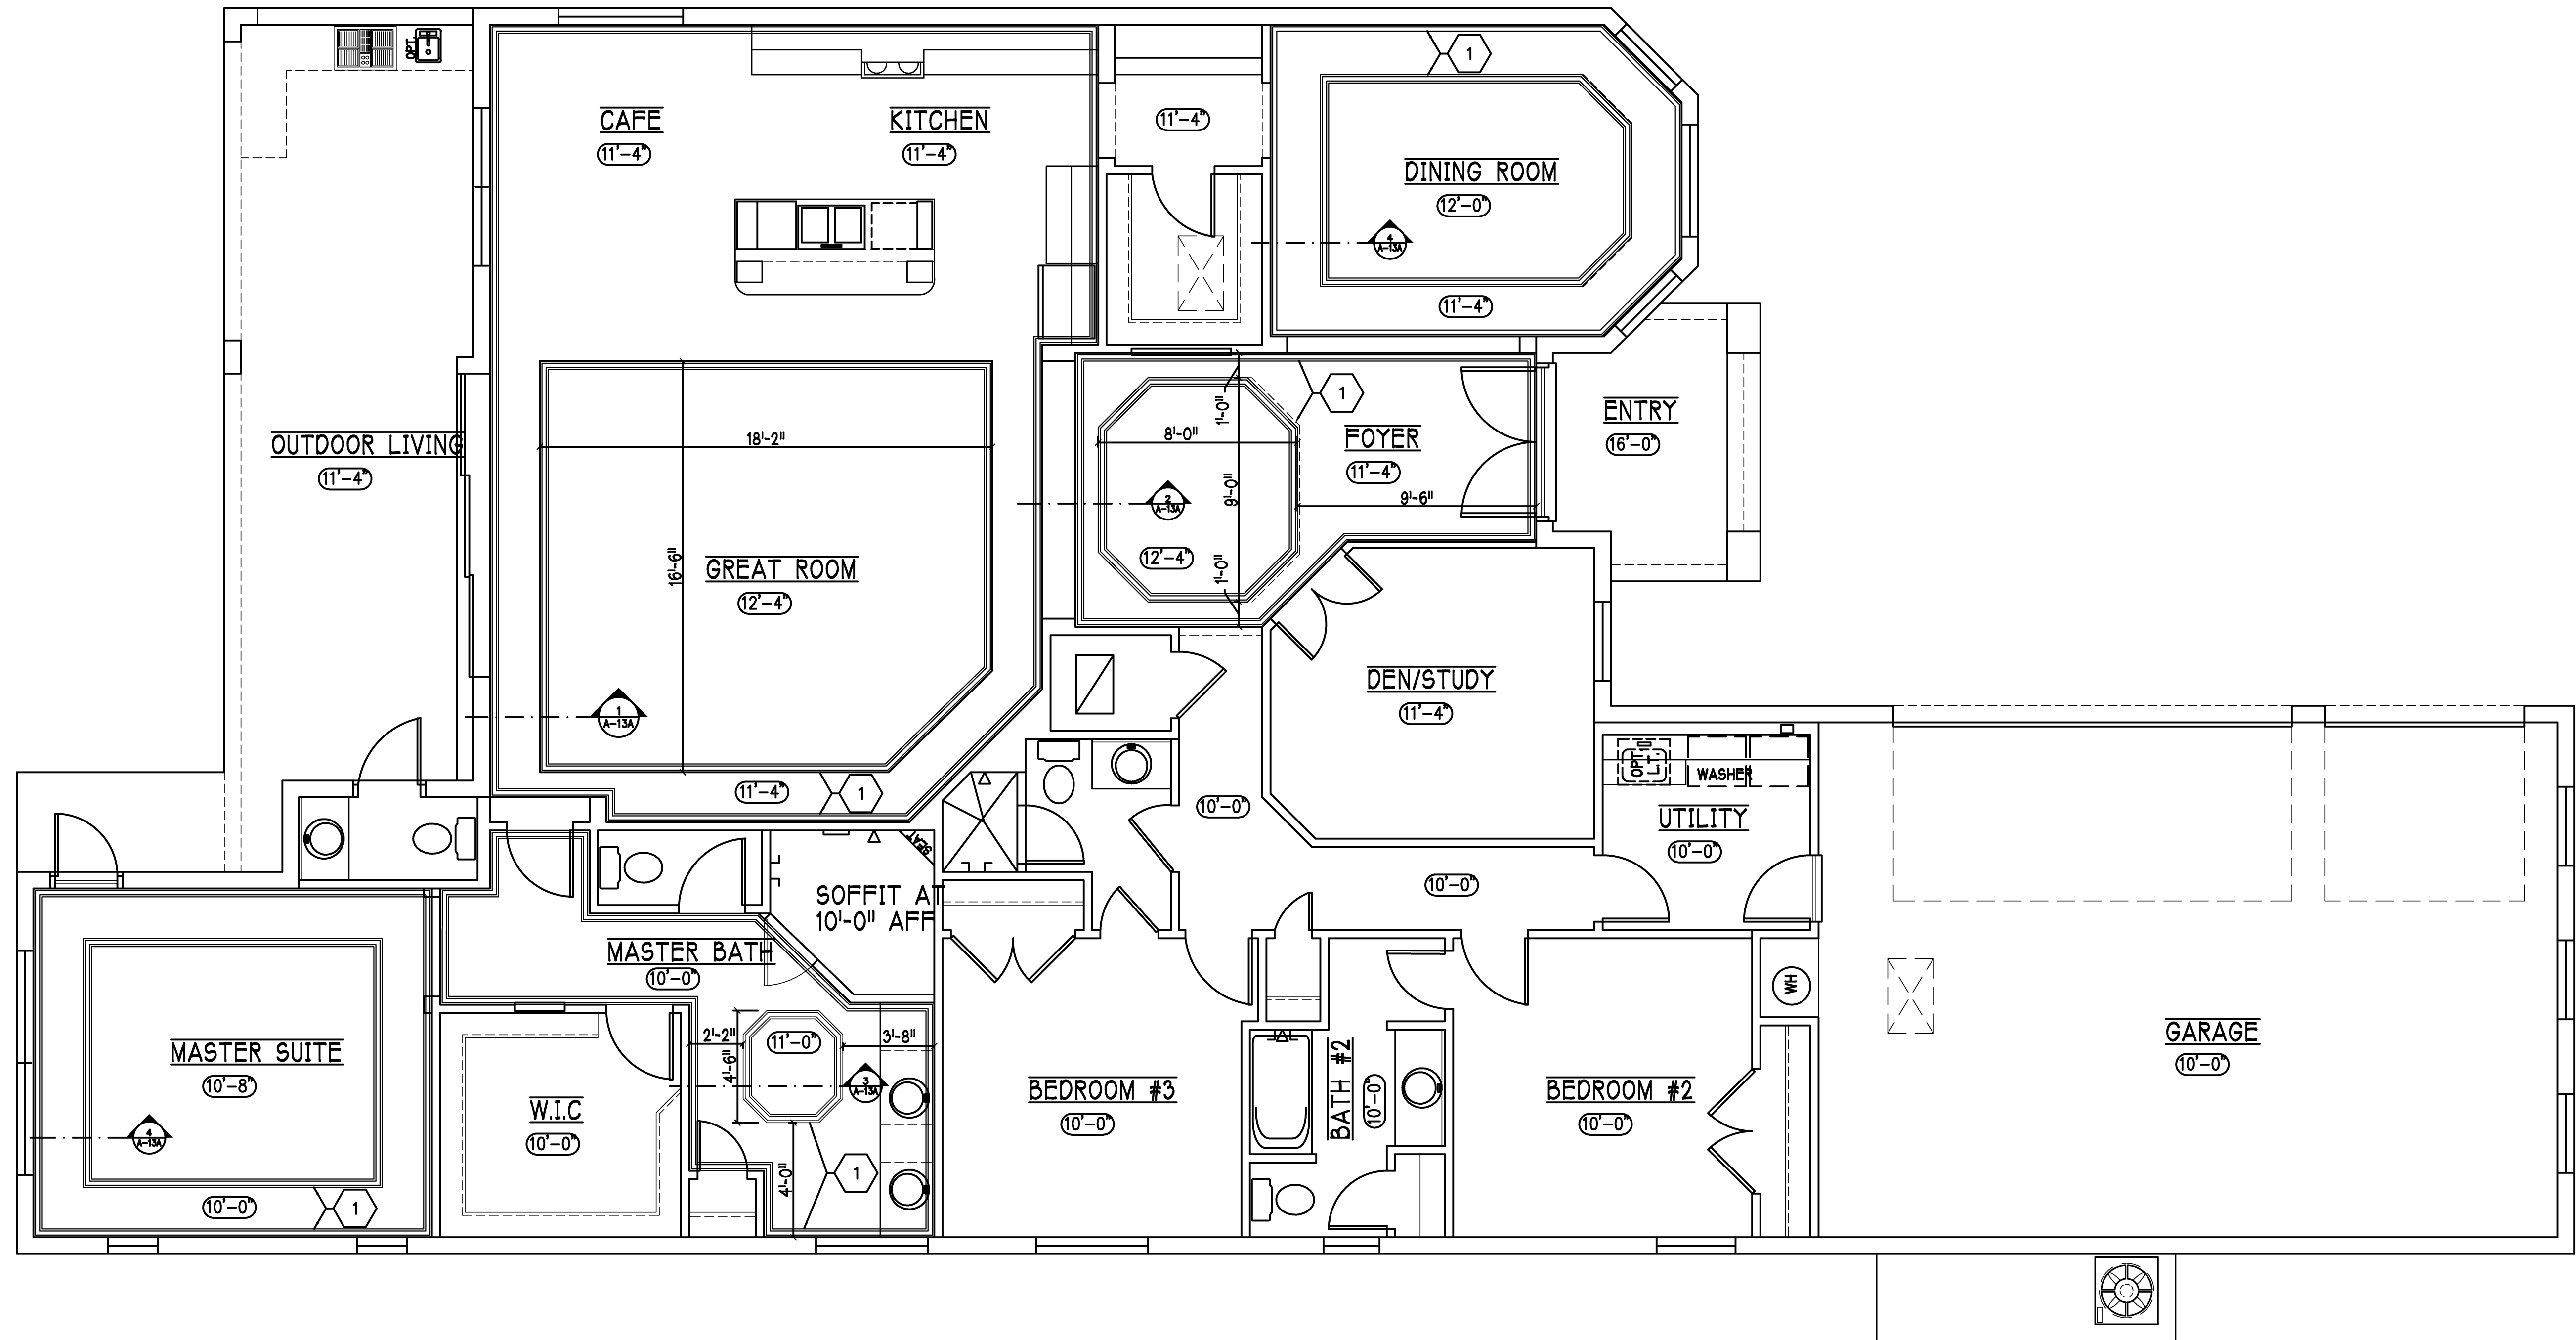 OPT.
CAFE
11'-4"
KITCHEN
11'-4"
11'-4"
1
DINING ROOM
12'-0"
4
A-13A
11'-4"
OUTDOOR LIVING
11'-4"
18'-2"
16'-6"
GREAT ROOM
12'-4"
1
A-13A
11'-4"
1
1'-0"
8'-0"
9'-0"
2
A-13A
12'-4"
1'-0"
1
FOYER
11'-4"
9'-6"
ENTRY
16'-0"
DEN/STUDY
11'-4"
OPT.
L.T.
WASHER
UTILITY
10'-0"
10'-0"
10'-0"
SEAT
SOFFIT AT
10'-0" AFF
MASTER BATH
10'-0"
MASTER SUITE
10'-8"
4
A-13A
10'-0"
1
W.I.C
10'-0"
2'-2"
4'-6"
11'-0"
3'-8"
3
A-13A
4'-0"
1
BEDROOM #3
10'-0"
BATH #2
10'-0"
BEDROOM #2
10'-0"
WH
GARAGE
10'-0"